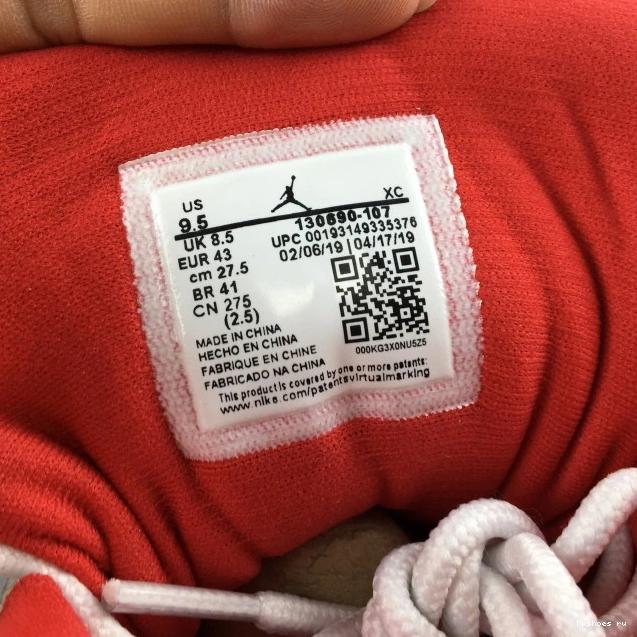 US
XC
9.5
130690-107
UK 8.5
UPC 00193149335376
EUR 43
02/06/19 | 04/17/19
cm 27.5
BR 41
CN 275
(2.5)
000KG3X0NU5Z5
MADE IN CHINA
HECHO EN CHINA
FABRIQUE EN CHINE
FABRICADO NA CHINA
This product is covered by one or more patents:
www.nike.com/patentsvirtualmarking